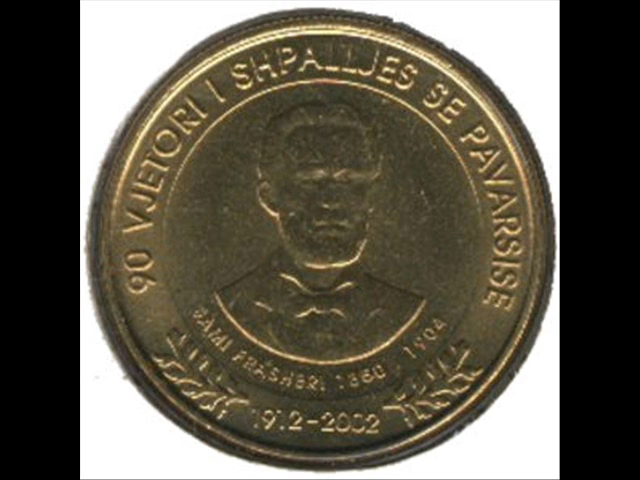 90 VJETORI I SHPALLJES SE PAVARSISE
SAMI FRASHERI 1850 - 1904
1912-2002